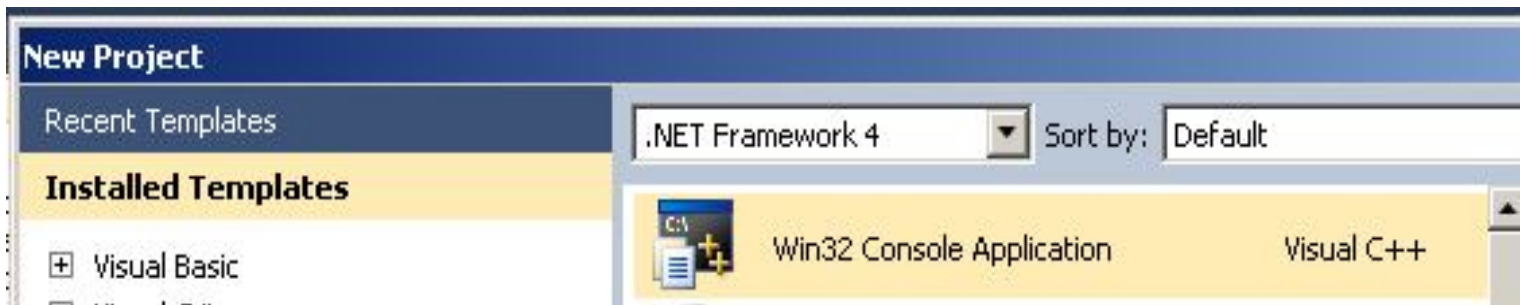 New Project
Recent Templates
Installed Templates
Visual Basic
.NET Framework 4
Sort by: Default
Win32 Console Application Visual C++